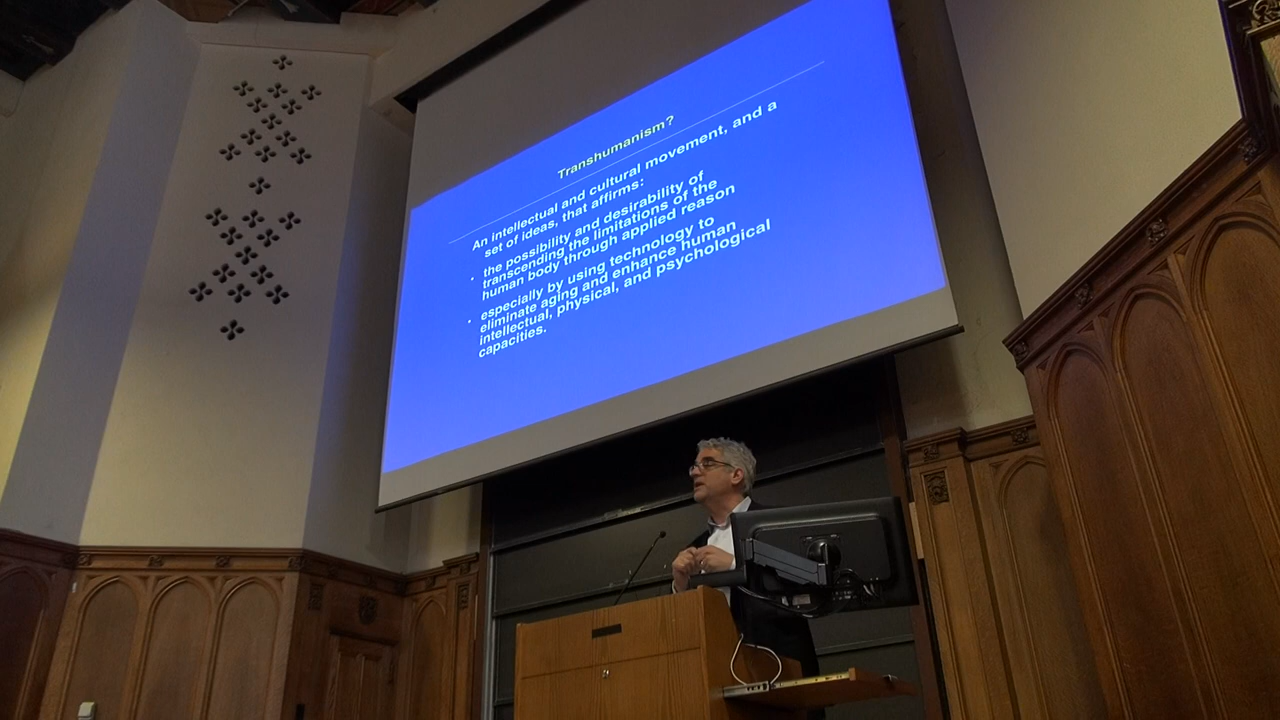 Transhumanism?
An intellectual and cultural movement, and a
set of ideas, that affirms:
• the possibility and desirability of
transcending the limitations of the
human body through applied reason
• especially by using technology to
eliminate aging and enhance human
intellectual, physical, and psychological
capacities.